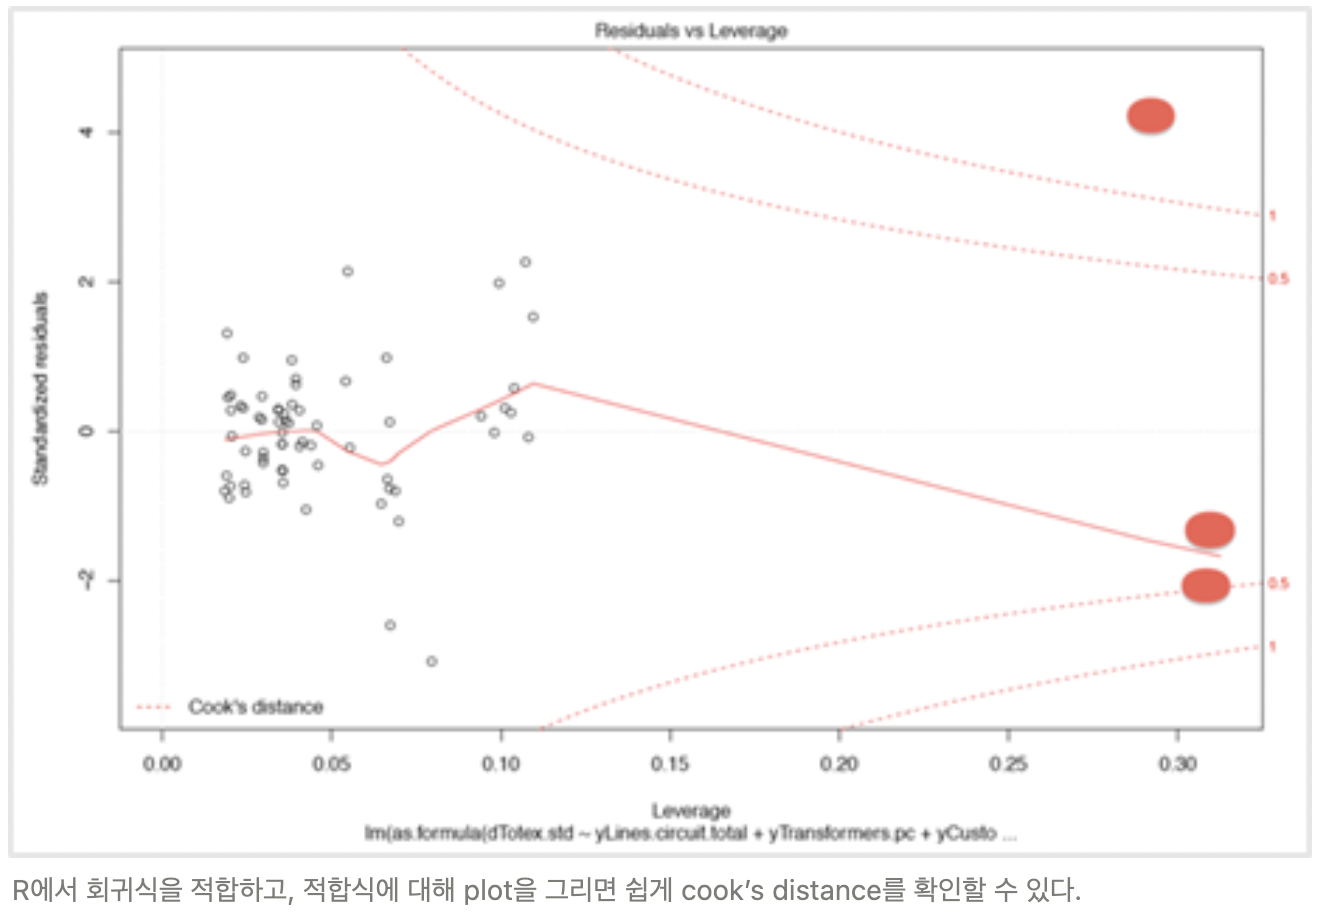 Residuals vs Leverage
4
2
0
-2
Standardized residuals
1
0.5
0.5
1
Cook's distance
0.00 0.05 0.10 0.15 0.20 0.25 0.30
Leverage
lm(as.formula(dTotex.std ~ yLines.circuit.total + yTransformers.pc + yCusto ...
R에서 회귀식을 적합하고, 적합식에 대해 plot을 그리면 쉽게 cook’s distance를 확인할 수 있다.